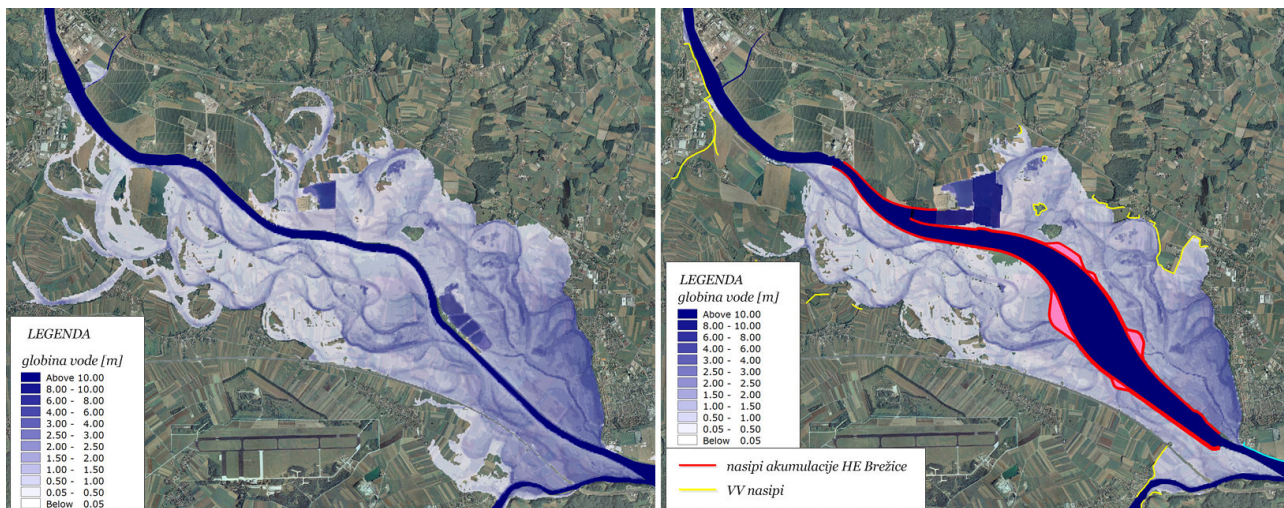 LEGENDA
globina vode [m]
Above 10.00
8.00 - 10.00
6.00 - 8.00
4.00 - 6.00
3.00 - 4.00
2.50 - 3.00
2.00 - 2.50
1.50 - 2.00
1.00 - 1.50
0.50 - 1.00
0.05 - 0.50
Below 0.05
LEGENDA
globina vode [m]
Above 10.00
8.00 - 10.00
6.00 - 8.00
4.00 - 6.00
3.00 - 4.00
2.50 - 3.00
2.00 - 2.50
1.50 - 2.00
1.00 - 1.50
0.50 - 1.00
0.05 - 0.50
Below 0.05
nasipi akumulacije HE Brežice
VV nasipi